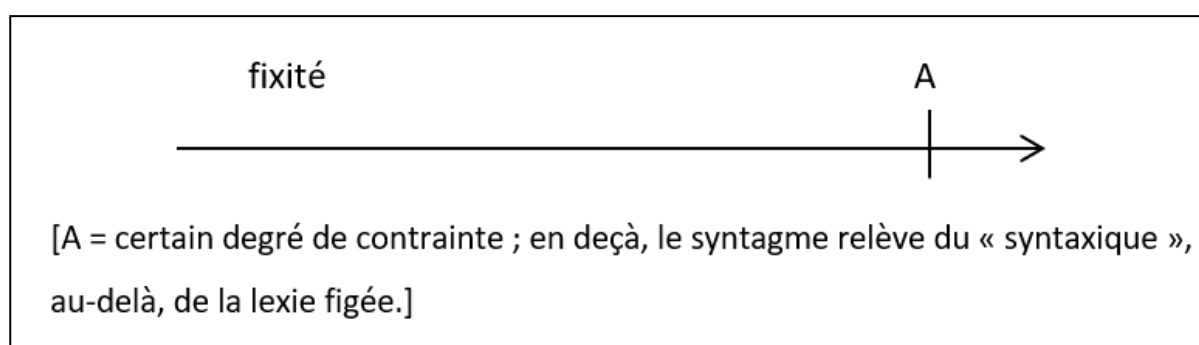 fixité A
[A = certain degré de contrainte ; en deçà, le syntagme relève du « syntaxique »,
au-delà, de la lexie figée.]